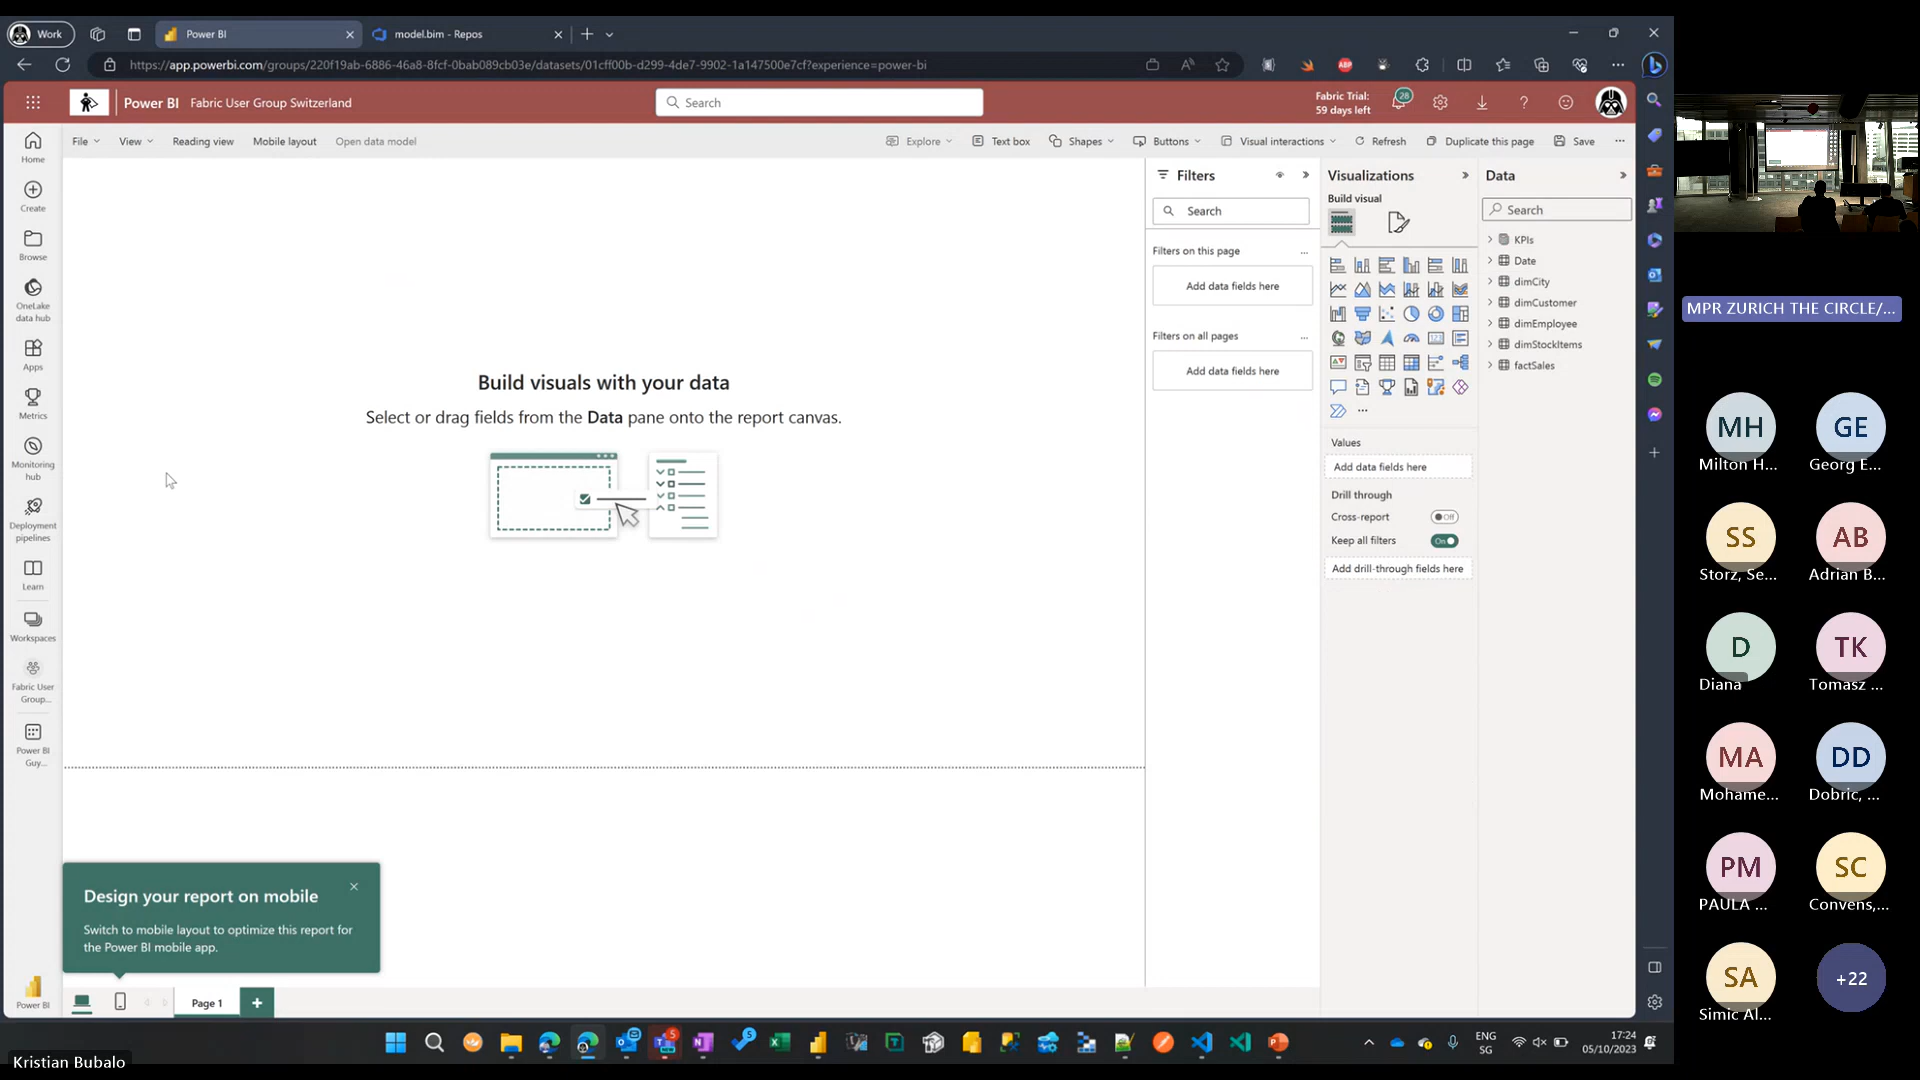 Work
Power BI
model.bim - Repos
https://app.powerbi.com/groups/220f19ab-6886-46a8-8fcf-0bab089cb03e/datasets/01cff00b-d299-4de7-9902-1a147500e7cf?experience=power-bi
Power BI Fabric User Group Switzerland
Search
Fabric Trial:
59 days left
28
File View Reading view Mobile layout Open data model
Explore Text box Shapes Buttons Visual interactions Refresh Duplicate this page Save
Home
Create
Browse
OneLake
data hub
Apps
Metrics
Monitoring
hub
Deployment
pipelines
Learn
Workspaces
Fabric User
Group...
Power BI
Guy...
Power BI
Build visuals with your data
Select or drag fields from the Data pane onto the report canvas.
Design your report on mobile
Switch to mobile layout to optimize this report for
the Power BI mobile app.
Page 1
Filters
Search
Filters on this page
Add data fields here
Filters on all pages
Add data fields here
Visualizations
Build visual
Values
Add data fields here
Drill through
Cross-report
Off
Keep all filters
On
Add drill-through fields here
Data
Search
KPIs
Date
dimCity
dimCustomer
dimEmployee
dimStockItems
factSales
5
5
ENG
SG
17:24
05/10/2023
Kristian Bubalo
MPR ZURICH THE CIRCLE/...
MH
Milton H...
GE
Georg E...
SS
Storz, Se...
AB
Adrian B...
D
Diana
TK
Tomasz ...
MA
Mohame...
DD
Dobric, ...
PM
PAULA ...
SC
Convens,...
SA
Simic Al...
+22